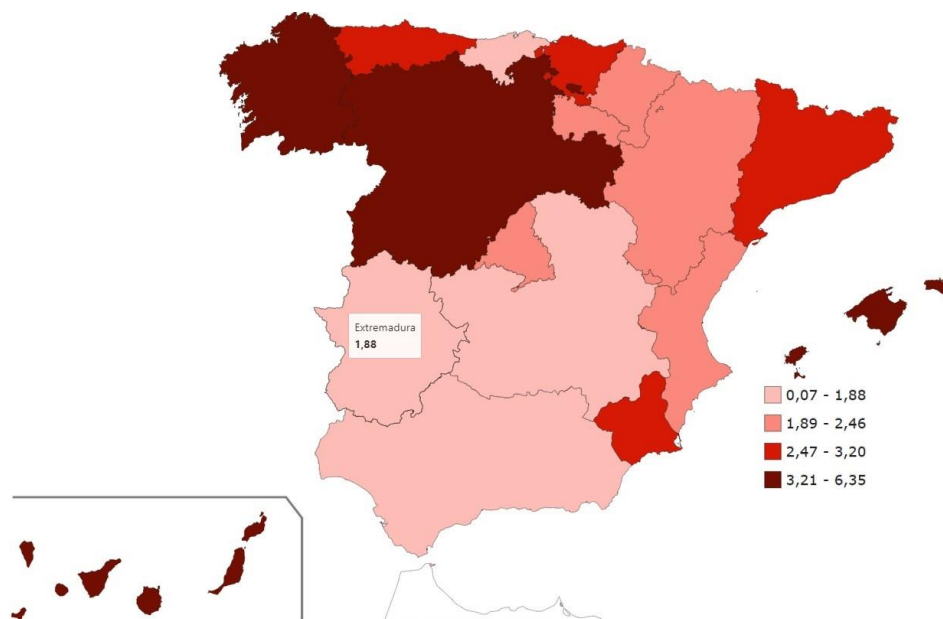 Extremadura
1,88
0,07 - 1,88
1,89 - 2,46
2,47 - 3,20
3,21 - 6,35